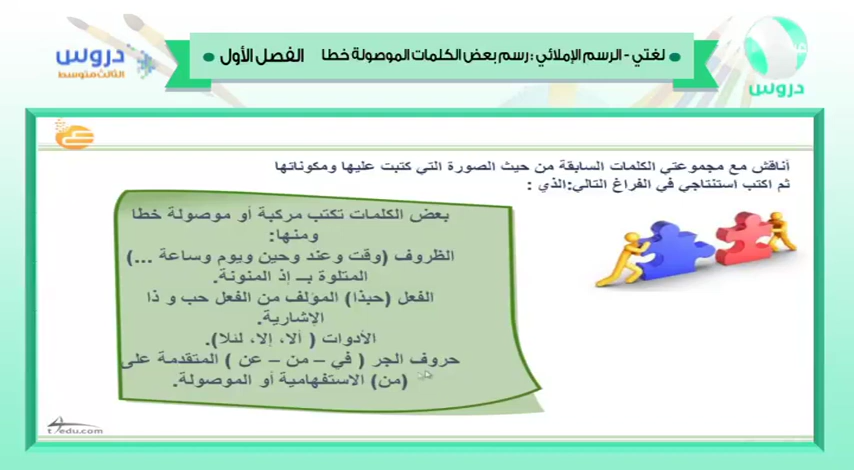 لغتي - الرسم الإملائي : رسم بعض الكلمات الموصولة خطا
الفصل الأول
دروس
الثالث متوسط
دروس
أناقش مع مجموعتي الكلمات السابقة من حيث الصورة التي كتبت عليها ومكوناتها
ثم اكتب استنتاجي في الفراغ التالي:الذي :
بعض الكلمات تكتب مركبة أو موصولة خطا
ومنها:
الظروف (وقت وعند وحين ويوم وساعة ...)
المتلوة بـ إذ المنونة.
الفعل (حبذا) المؤلف من الفعل حب و ذا
الإشارية.
الأدوات ( ألا، إلا، لئلا).
حروف الجر ( في – من – عن ) المتقدمة على
(من) الاستفهامية أو الموصولة.
t4edu.com